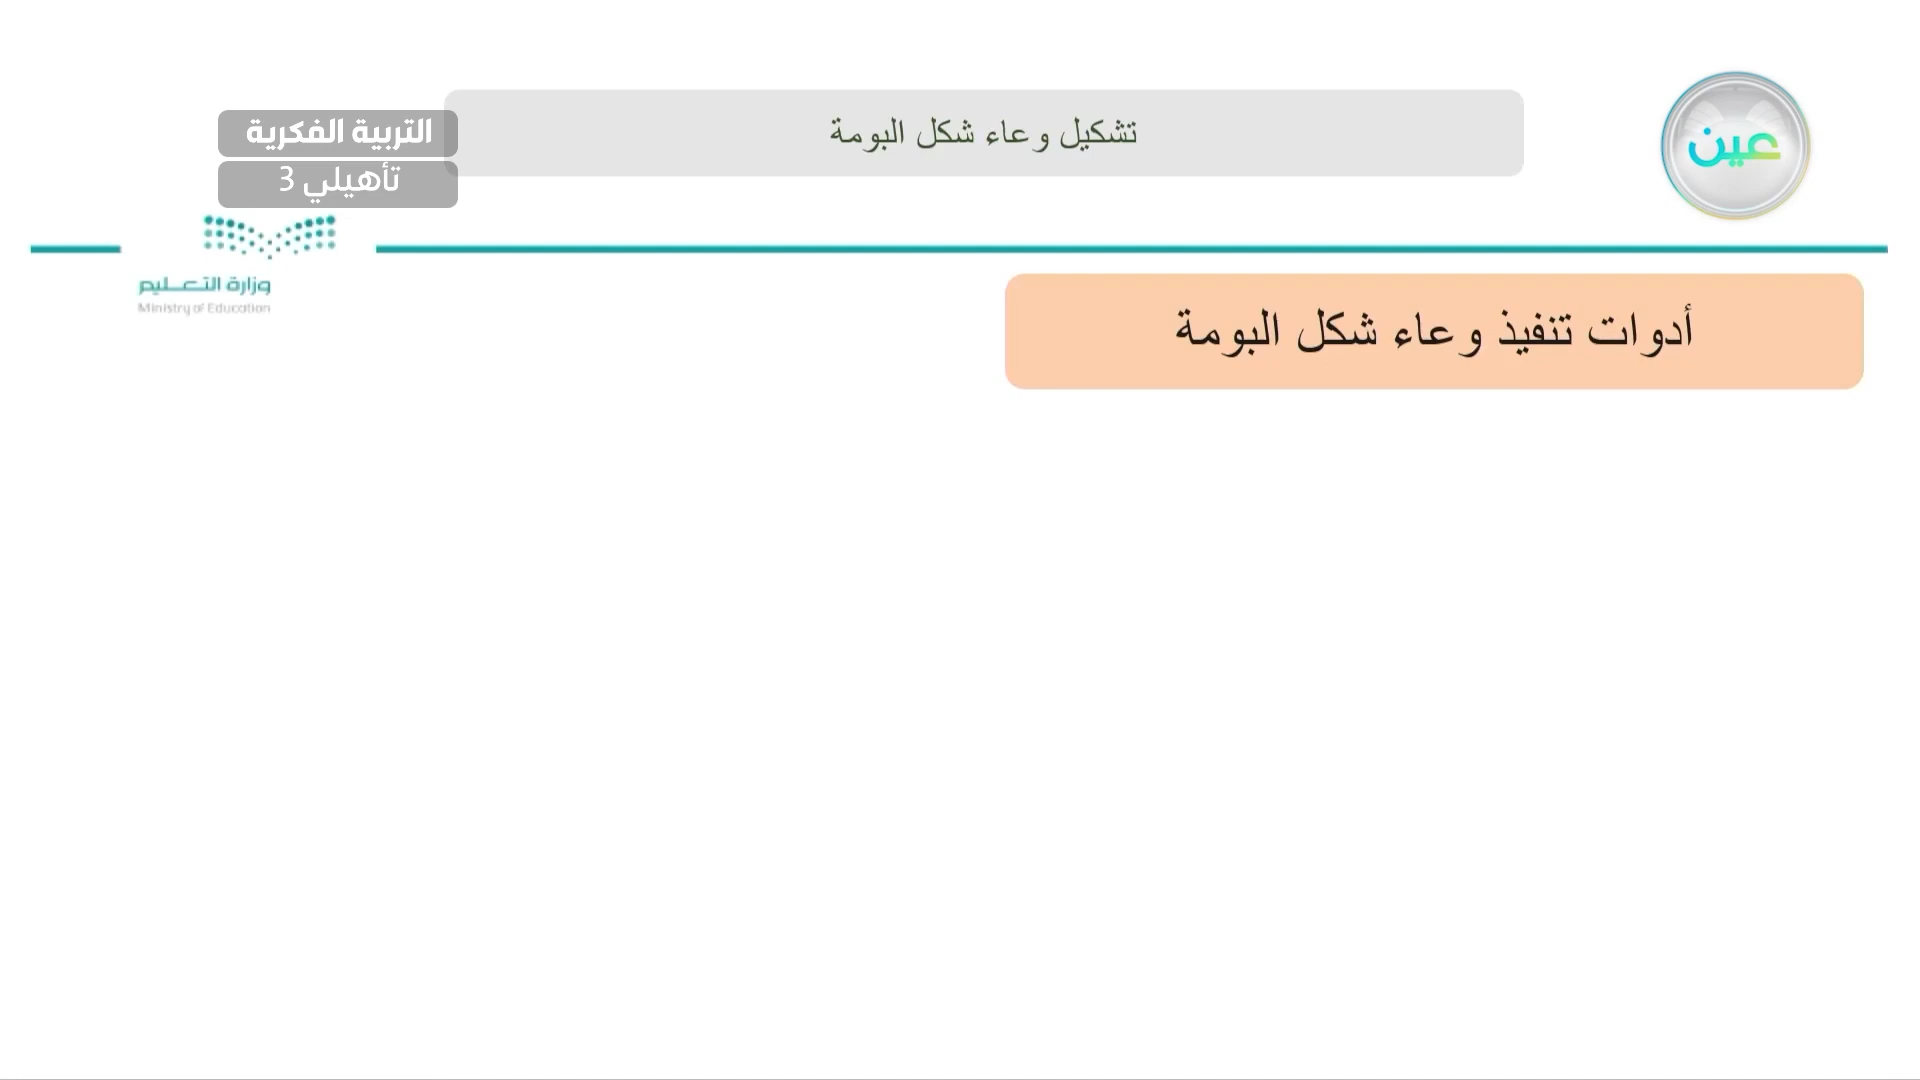 عين
تشكيل وعاء شكل البومة
التربية الفكرية
تأهيلي 3
وزارة التعليم
Ministry of Education
أدوات تنفيذ وعاء شكل البومة